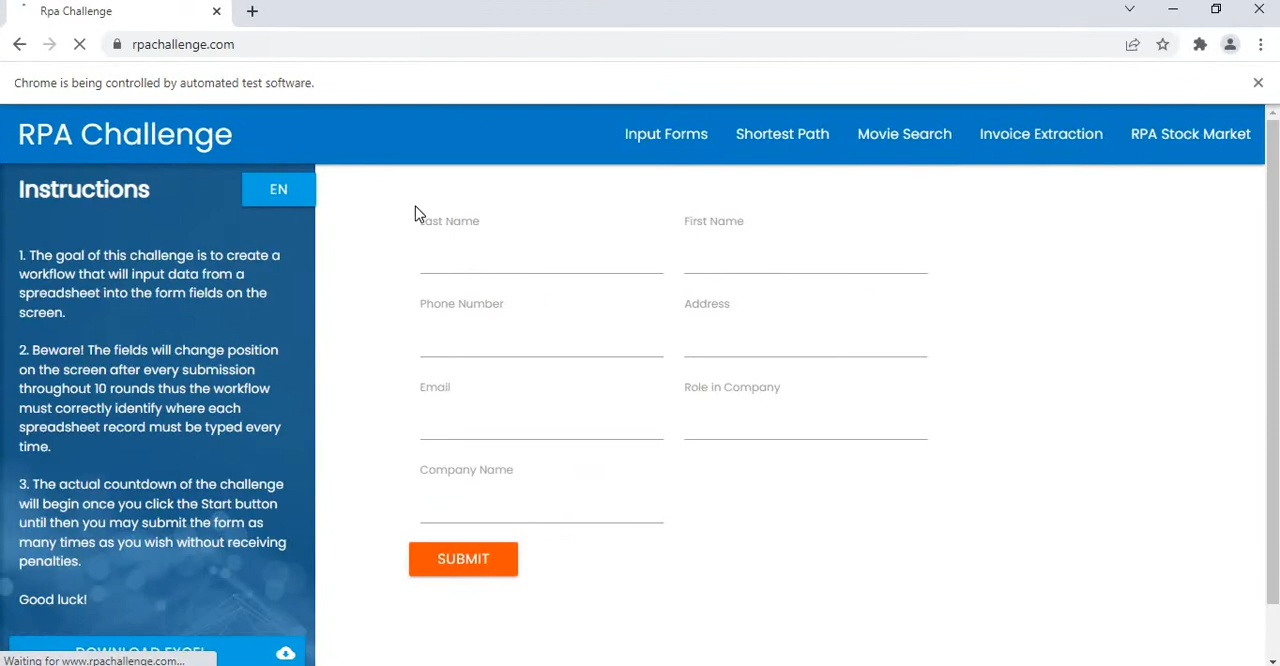 Rpa Challenge
rpachallenge.com
Chrome is being controlled by automated test software.
RPA Challenge
Input Forms
Shortest Path
Movie Search
Invoice Extraction
RPA Stock Market
Instructions
EN
1. The goal of this challenge is to create a
workflow that will input data from a
spreadsheet into the form fields on the
screen.
2. Beware! The fields will change position
on the screen after every submission
throughout 10 rounds thus the workflow
must correctly identify where each
spreadsheet record must be typed every
time.
3. The actual countdown of the challenge
will begin once you click the Start button
until then you may submit the form as
many times as you wish without receiving
penalties.
Good luck!
DOWNLOAD EXCEL
Waiting for www.rpachallenge.com...
Last Name
First Name
Phone Number
Address
Email
Role in Company
Company Name
SUBMIT